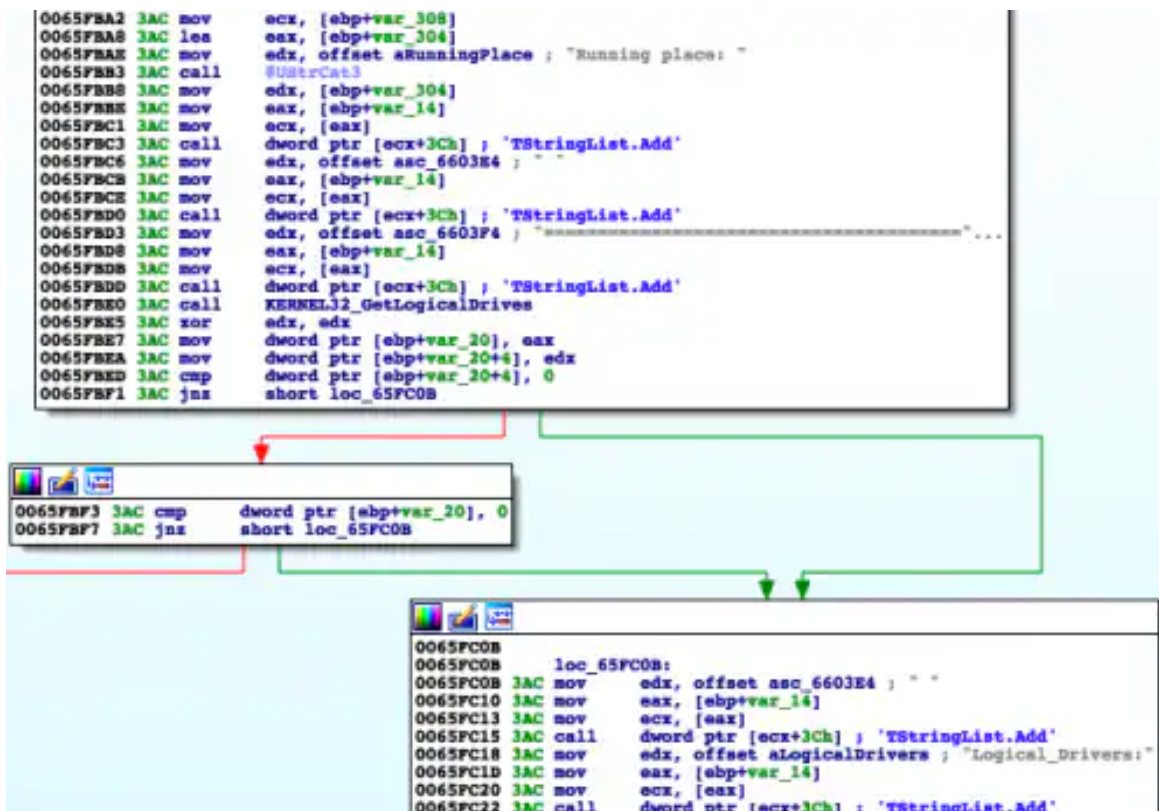 0065FBA2 3AC mov ecx, [ebp+var_308]
0065FBA8 3AC lea eax, [ebp+var_304]
0065FBAE 3AC mov edx, offset aRunningPlace ; "Running place: "
0065FBB3 3AC call @UStrCat3
0065FBB8 3AC mov edx, [ebp+var_304]
0065FBBE 3AC mov eax, [ebp+var_14]
0065FBC1 3AC mov ecx, [eax]
0065FBC3 3AC call dword ptr [ecx+3Ch] ; 'TStringList.Add'
0065FBC6 3AC mov edx, offset asc_6603E4 ; " "
0065FBCB 3AC mov eax, [ebp+var_14]
0065FBCE 3AC mov ecx, [eax]
0065FBD0 3AC call dword ptr [ecx+3Ch] ; 'TStringList.Add'
0065FBD3 3AC mov edx, offset asc_6603F4 ; "========================================"...
0065FBD8 3AC mov eax, [ebp+var_14]
0065FBDB 3AC mov ecx, [eax]
0065FBDD 3AC call dword ptr [ecx+3Ch] ; 'TStringList.Add'
0065FBE0 3AC call KERNEL32_GetLogicalDrives
0065FBE5 3AC xor edx, edx
0065FBE7 3AC mov dword ptr [ebp+var_20], eax
0065FBEA 3AC mov dword ptr [ebp+var_20+4], edx
0065FBED 3AC cmp dword ptr [ebp+var_20+4], 0
0065FBF1 3AC jnz short loc_65FC0B
0065FBF3 3AC cmp dword ptr [ebp+var_20], 0
0065FBF7 3AC jnz short loc_65FC0B
0065FC0B
0065FC0B loc_65FC0B:
0065FC0B 3AC mov edx, offset asc_6603E4 ; " "
0065FC10 3AC mov eax, [ebp+var_14]
0065FC13 3AC mov ecx, [eax]
0065FC15 3AC call dword ptr [ecx+3Ch] ; 'TStringList.Add'
0065FC18 3AC mov edx, offset aLogicalDrivers ; "Logical_Drivers:"
0065FC1D 3AC mov eax, [ebp+var_14]
0065FC20 3AC mov ecx, [eax]
0065FC22 3AC call dword ptr [ecx+3Ch] ; 'TStringList.Add'